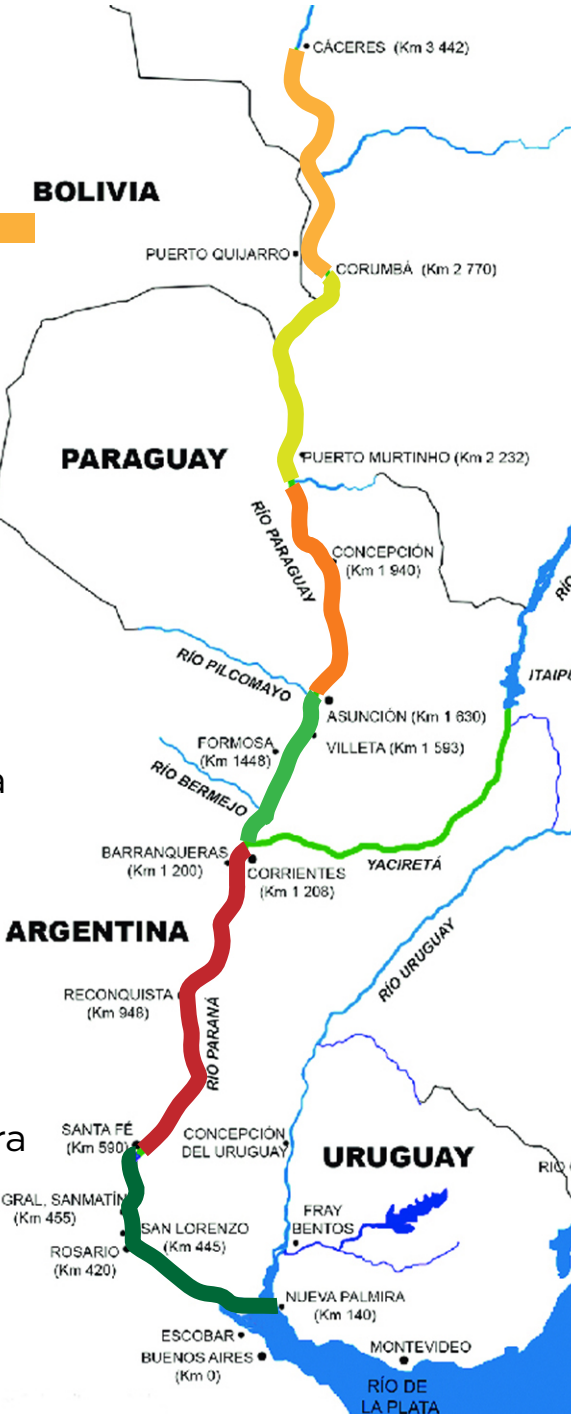 CÁCERES (Km 3 442)
BOLIVIA
PUERTO QUIJARRO
CORUMBÁ (Km 2 770)
PARAGUAY
PUERTO MURTINHO (Km 2 232)
RÍO PARAGUAY
CONCEPCIÓN
(Km 1 940)
RÍO
RÍO PILCOMAYO
ITAIPU
ASUNCIÓN (Km 1 630)
FORMOSA
(Km 1448)
VILLETA (Km 1 593)
a
RÍO BERMEJO
BARRANQUERAS
(Km 1 200)
CORRIENTES
(Km 1 208)
YACIRETÁ
ARGENTINA
RÍO URUGUAY
RECONQUISTA
(Km 948)
RÍO PARANÁ
ra
SANTA FÉ
(Km 590)
CONCEPCIÓN
DEL URUGUAY
URUGUAY
RIO
GRAL, SANMATÍN
(Km 455)
FRAY
BENTOS
SAN LORENZO
(Km 445)
ROSARIO
(Km 420)
NUEVA PALMIRA
(Km 140)
ESCOBAR
BUENOS AIRES
(Km 0)
MONTEVIDEO
RÍO DE
LA PLATA